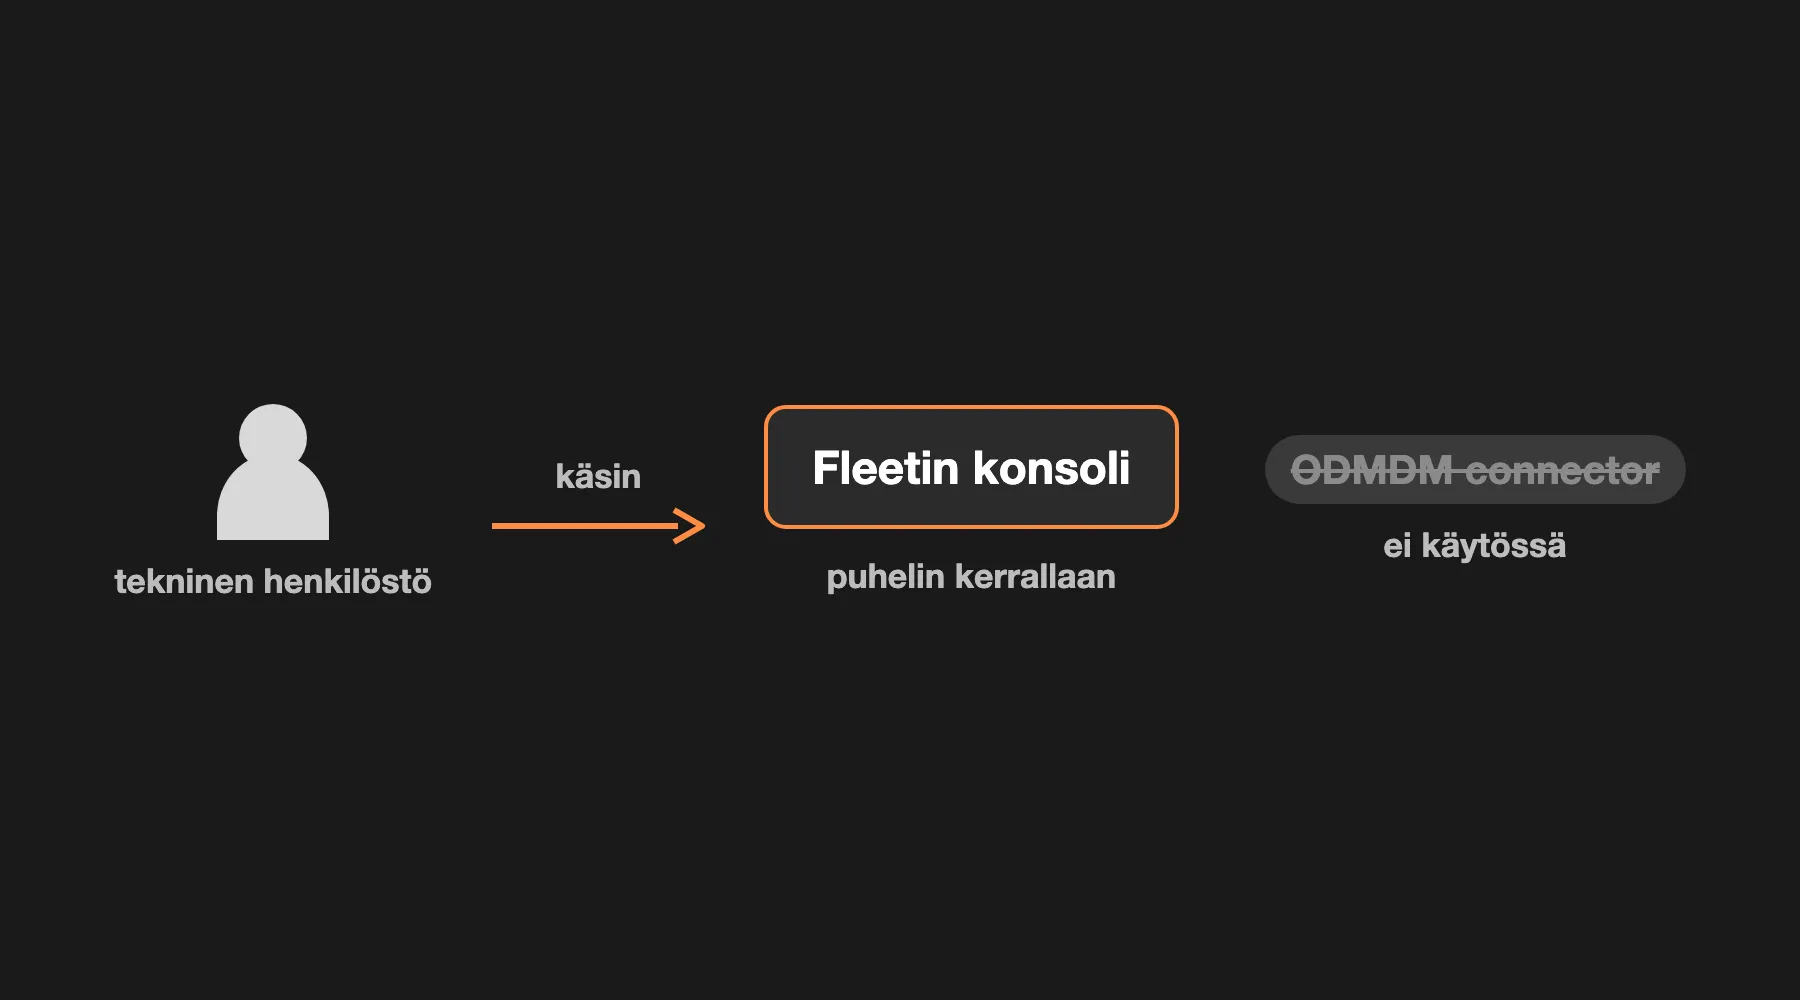 tekninen henkilöstö
käsin
Fleetin konsoli
puhelin kerrallaan
ODMDM connector
ei käytössä